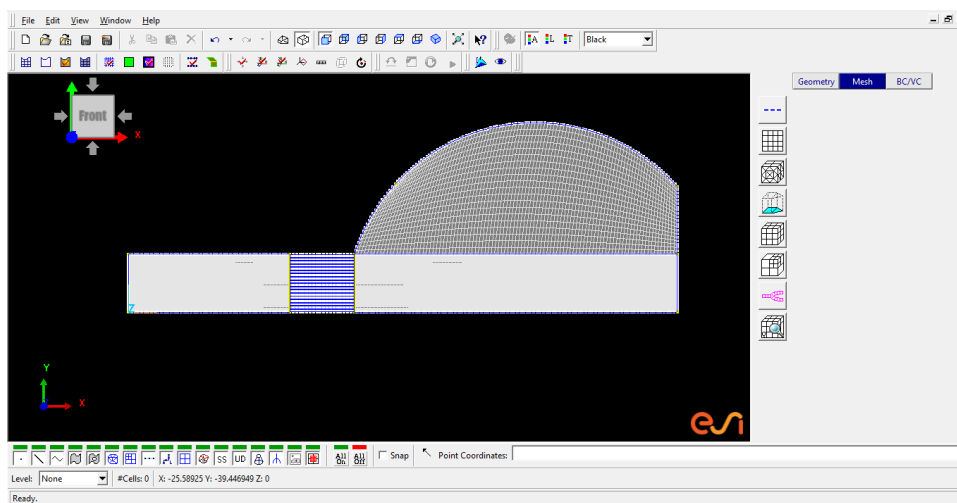 File Edit View Window Help
A L T Black
Geometry Mesh BC/VC
Front
X
Z
Y
X
esi
SS UD All On All Off Snap Point Coordinates:
Level: None #Cells: 0 X: -25.58925 Y: -39.446949 Z: 0
Ready.